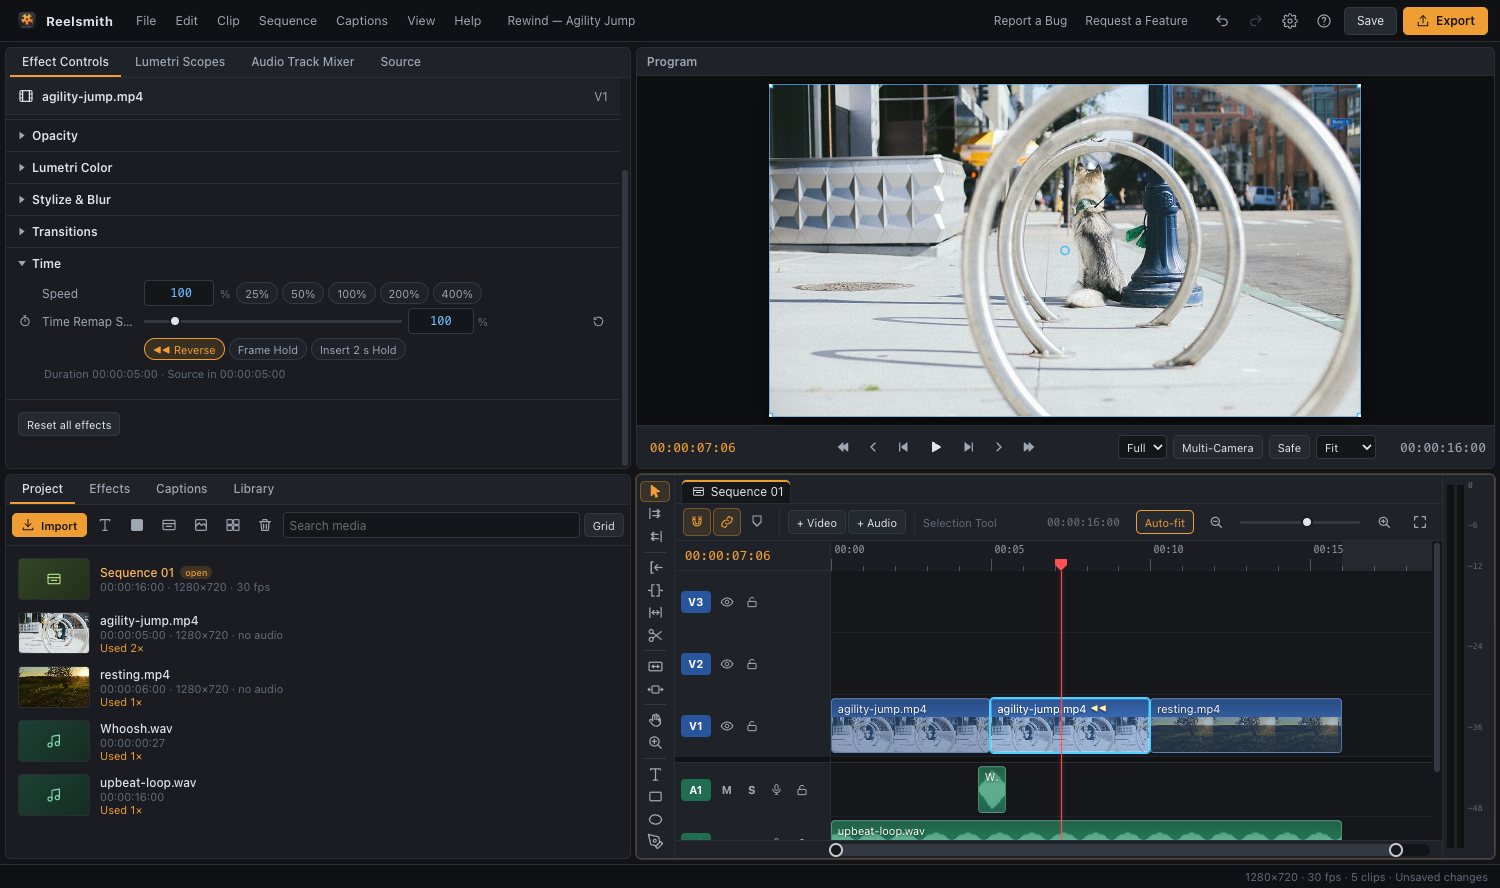 Reelsmith File Edit Clip Sequence Captions View Help Rewind — Agility Jump Report a Bug Request a Feature Save Export
Effect Controls Lumetri Scopes Audio Track Mixer Source
agility-jump.mp4 V1
Opacity
Lumetri Color
Stylize & Blur
Transitions
Time
Speed 100 % 25% 50% 100% 200% 400%
Time Remap S... 100 %
Reverse Frame Hold Insert 2 s Hold
Duration 00:00:05:00 · Source in 00:00:05:00
Reset all effects
Program
00:00:07:06 Full Multi-Camera Safe Fit 00:00:16:00
Project Effects Captions Library
Import Search media Grid
Sequence 01 open
00:00:16:00 · 1280×720 · 30 fps
agility-jump.mp4
00:00:05:00 · 1280×720 · no audio
Used 2×
resting.mp4
00:00:06:00 · 1280×720 · no audio
Used 1×
Whoosh.wav
00:00:00:27
Used 1×
upbeat-loop.wav
00:00:16:00
Used 1×
Sequence 01
+ Video + Audio Selection Tool 00:00:16:00 Auto-fit
00:00:07:06 00:00 00:05 00:10 00:15
V3
V2
V1 agility-jump.mp4 agility-jump.mp4 resting.mp4
A1 M S W.
upbeat-loop.wav
0
-6
-12
-24
-36
-48
1280×720 · 30 fps · 5 clips · Unsaved changes